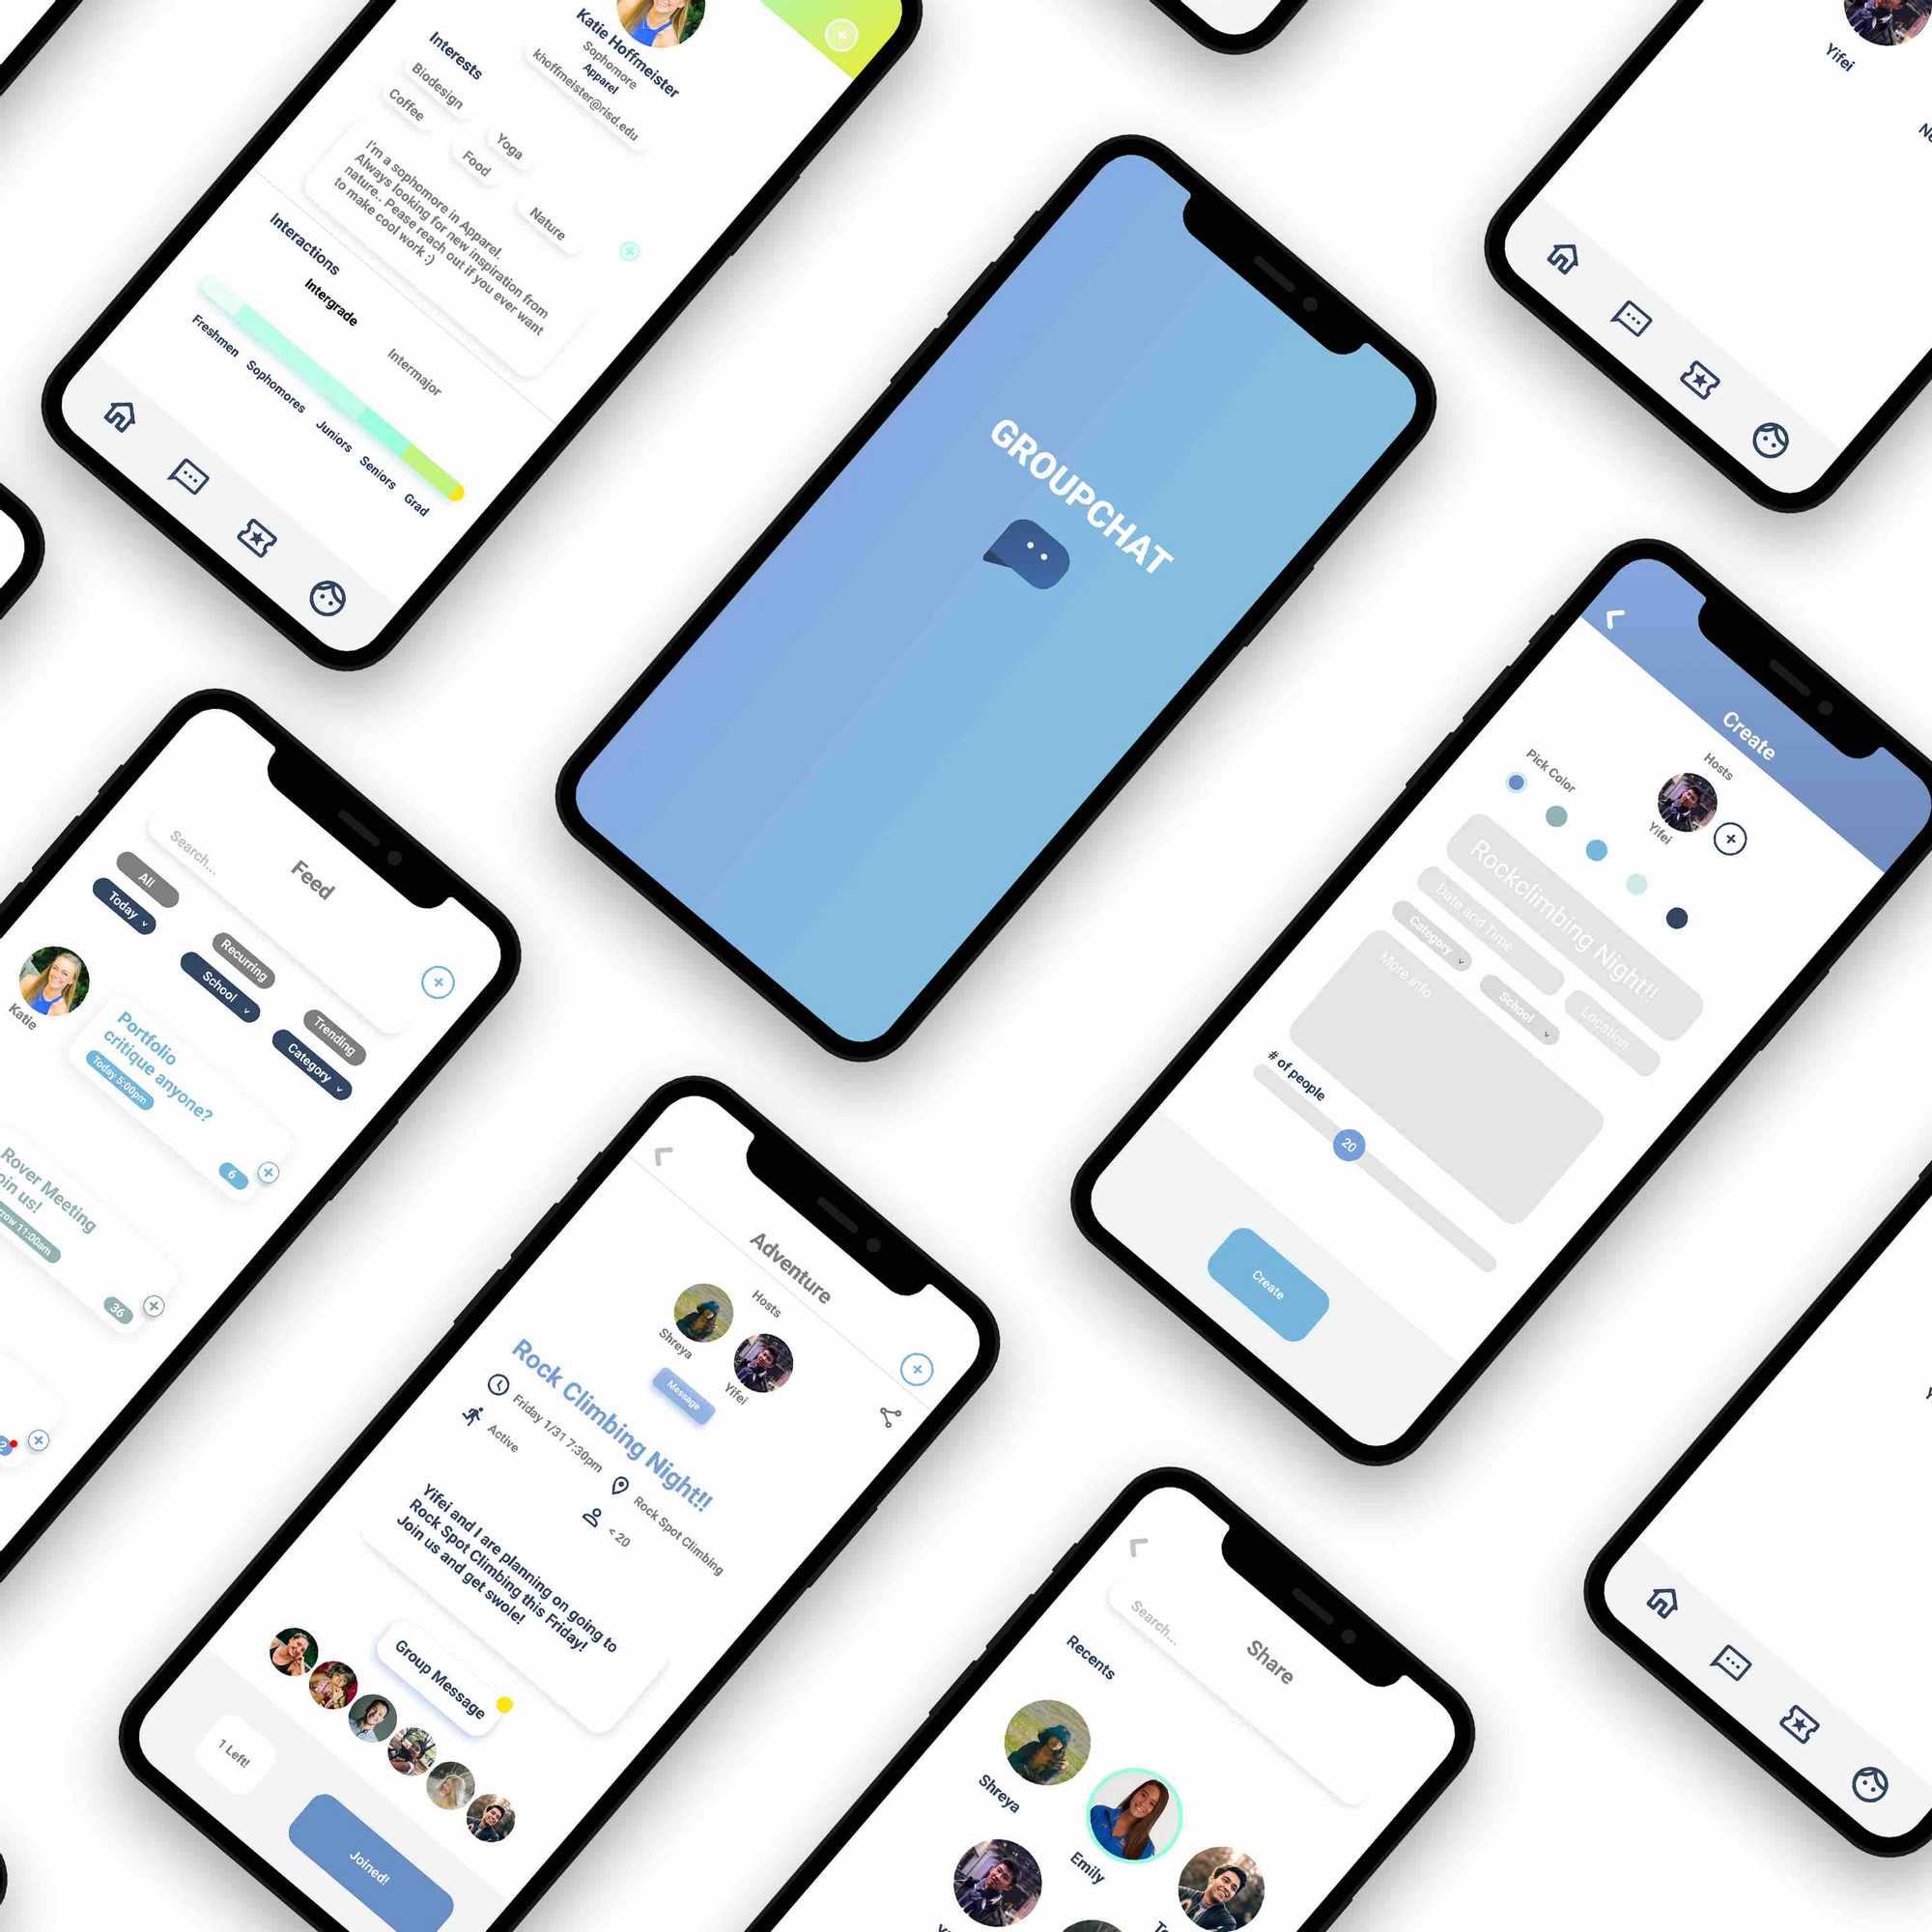 Katie Hoffmeister
Sophomore
Apparel
khoffmeister@risd.edu
Interests
Biodesign
Coffee
Yoga
Food
Nature
I'm a sophomore in Apparel.
Always looking for new inspiration from
nature.. Pease reach out if you ever want
to make cool work :)
Interactions
Intergrade
Intermajor
Freshmen
Sophomores
Juniors
Seniors
Grad
GROUPCHAT
Yifei
Create
Hosts
Yifei
Pick Color
Rockclimbing Night!!
Date and Time
Location
Category
School
More info
# of people
20
Create
Feed
Search...
All
Recurring
Trending
Today
School
Category
Katie
Portfolio
critique anyone?
Today 5:00pm
6
Rover Meeting
us!
11:00am
36
Adventure
Hosts
Shreya
Yifei
Message
Rock Climbing Night!!
Friday 1/31 7:30pm
Rock Spot Climbing
Active
< 20
Yifei and I are planning on going to
Rock Spot Climbing this Friday!
Join us and get swole!
Group Message
1 Left!
Joined!
Share
Search...
Recents
Shreya
Emily